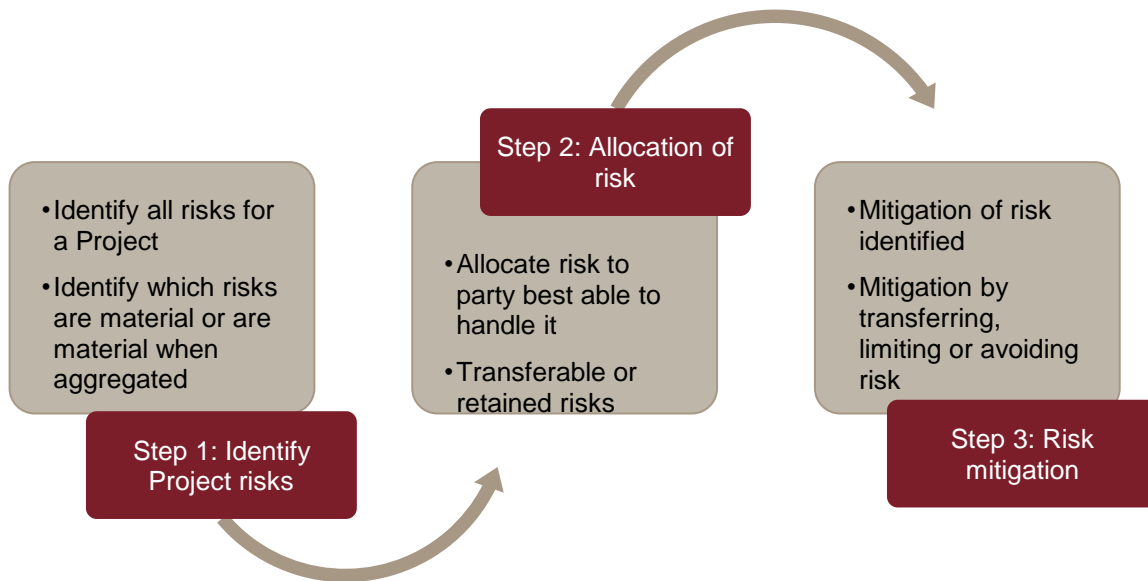 •Identify all risks for
a Project
•Identify which risks
are material or are
material when
aggregated
Step 1: Identify
Project risks
Step 2: Allocation of
risk
•Allocate risk to
party best able to
handle it
•Transferable or
retained risks
•Mitigation of risk
identified
•Mitigation by
transferring,
limiting or avoiding
risk
Step 3: Risk
mitigation